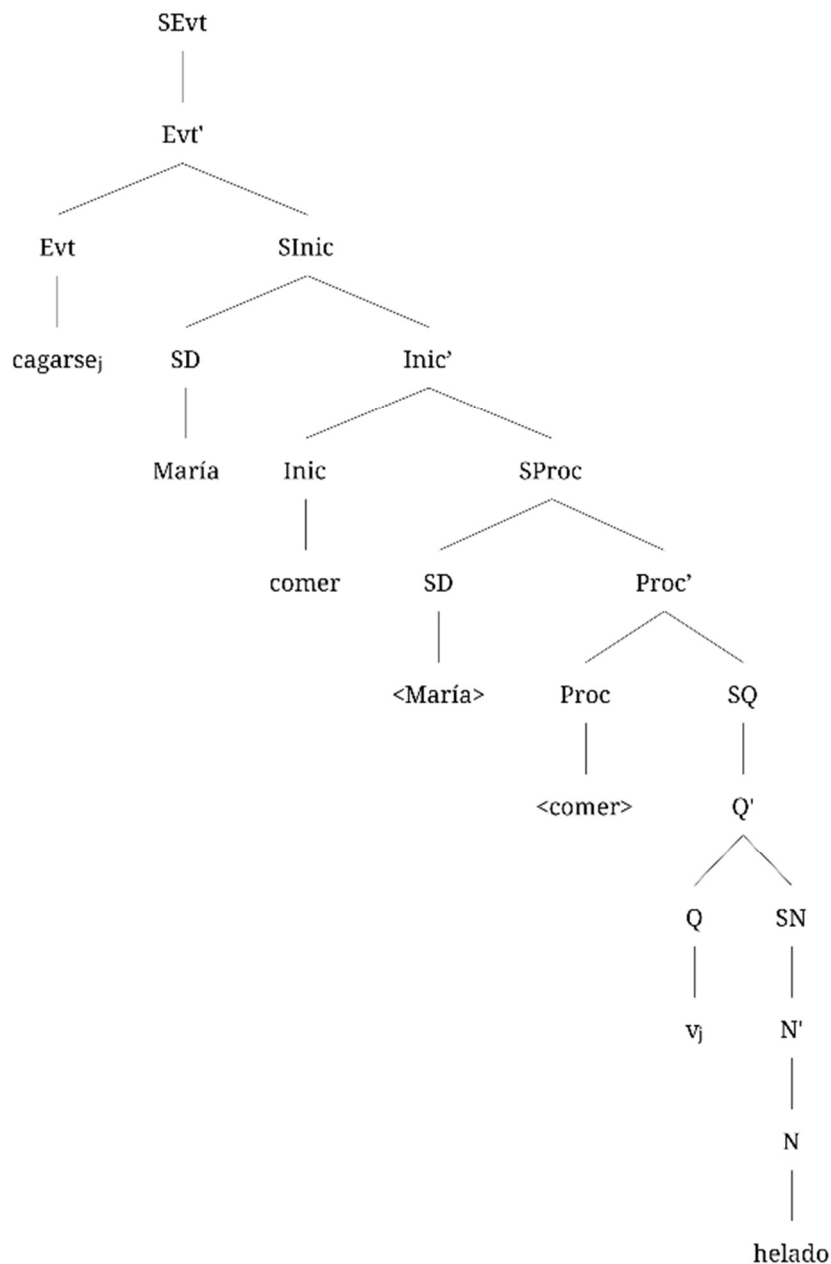 SEvt
Evt'
Evt SInic
cagarsej SD Inic’
María Inic SProc
comer SD Proc’
<María> Proc SQ
<comer> Q'
Q SN
vj N'
N
helado